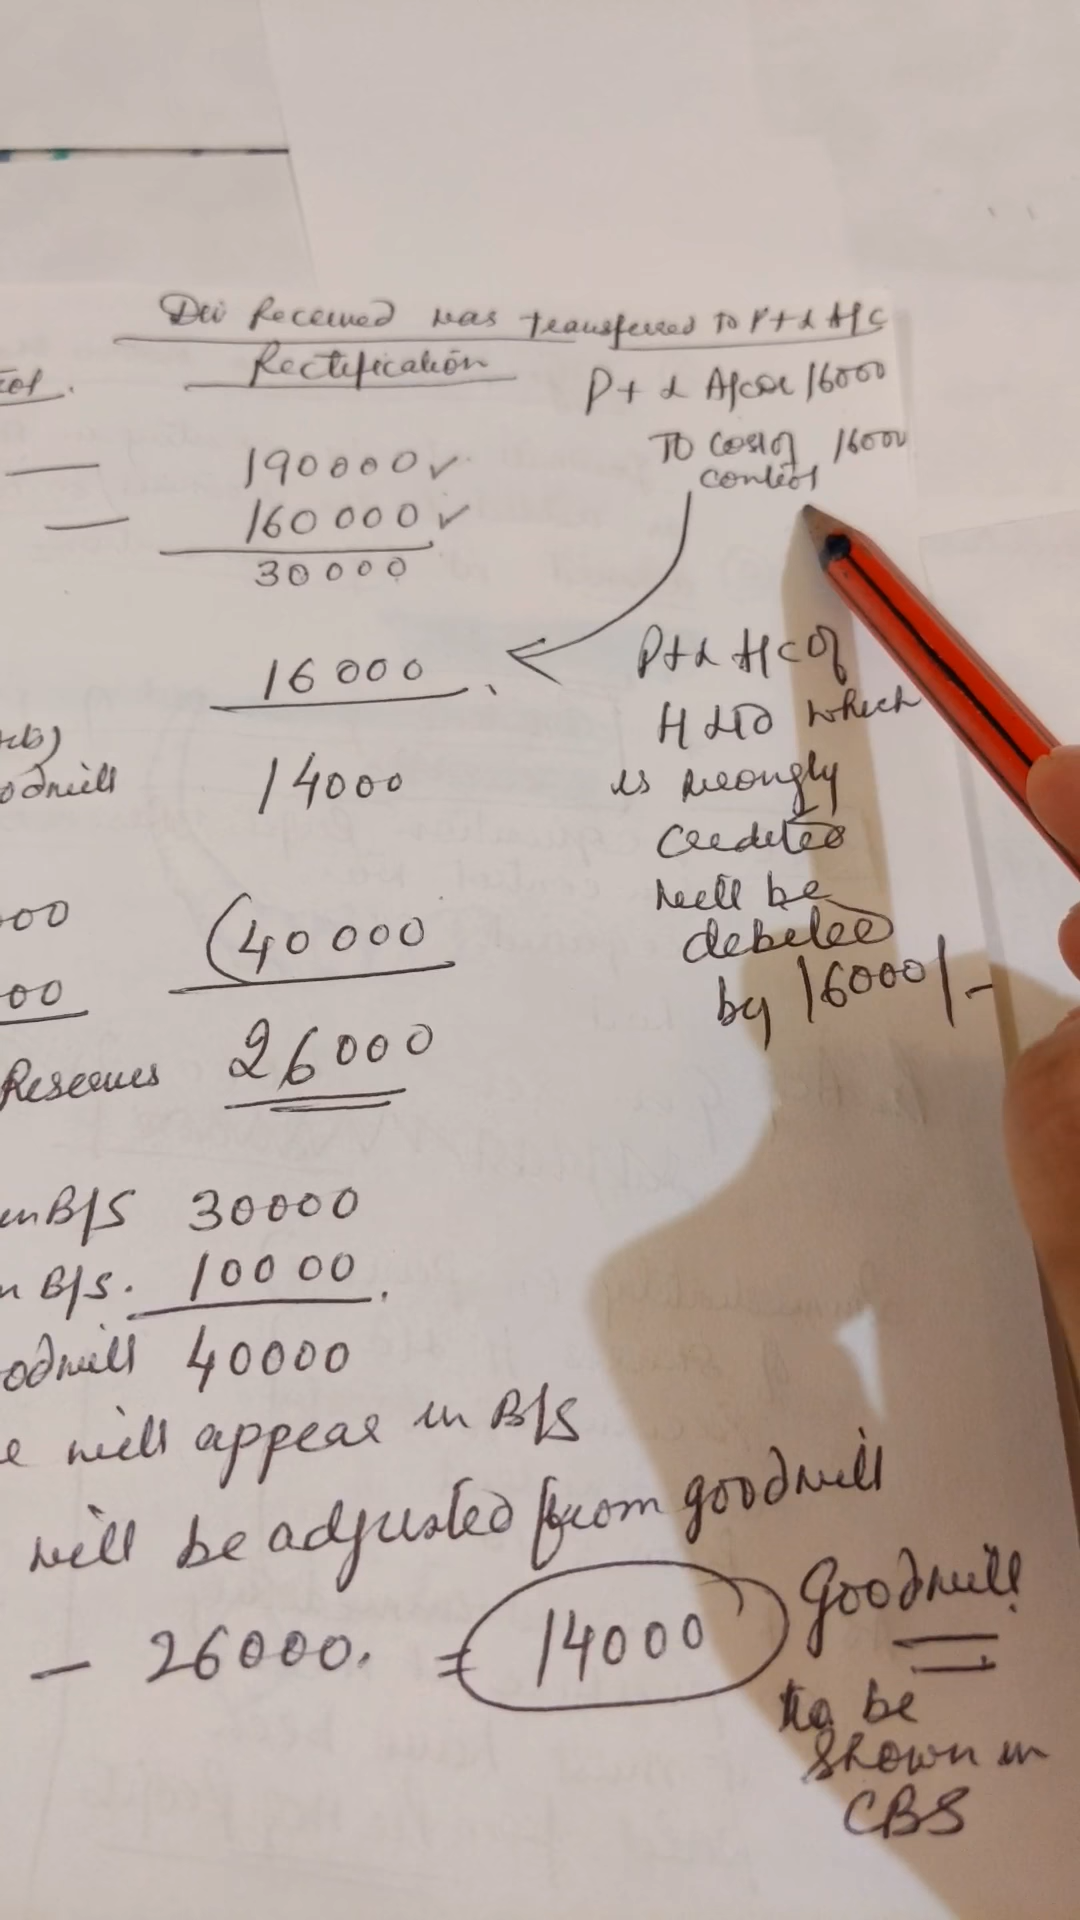 Div Received was transferred to P+L A/C
Rectification
P+L A/c Dr 16000
To Cost of 16000
control
190000 ✓
160000 ✓
30000
16000
P+L A/C Of
H LTD which
is wrongly
credited
will be
debited
by 16000/-
14000
00
(40000
00
Reserves 26000
in B/S 30000
B/S. 10000
40000
will appear in B/S
will be adjusted from goodwill
- 26000. = 14000 Goodwill
to be
shown in
CBS